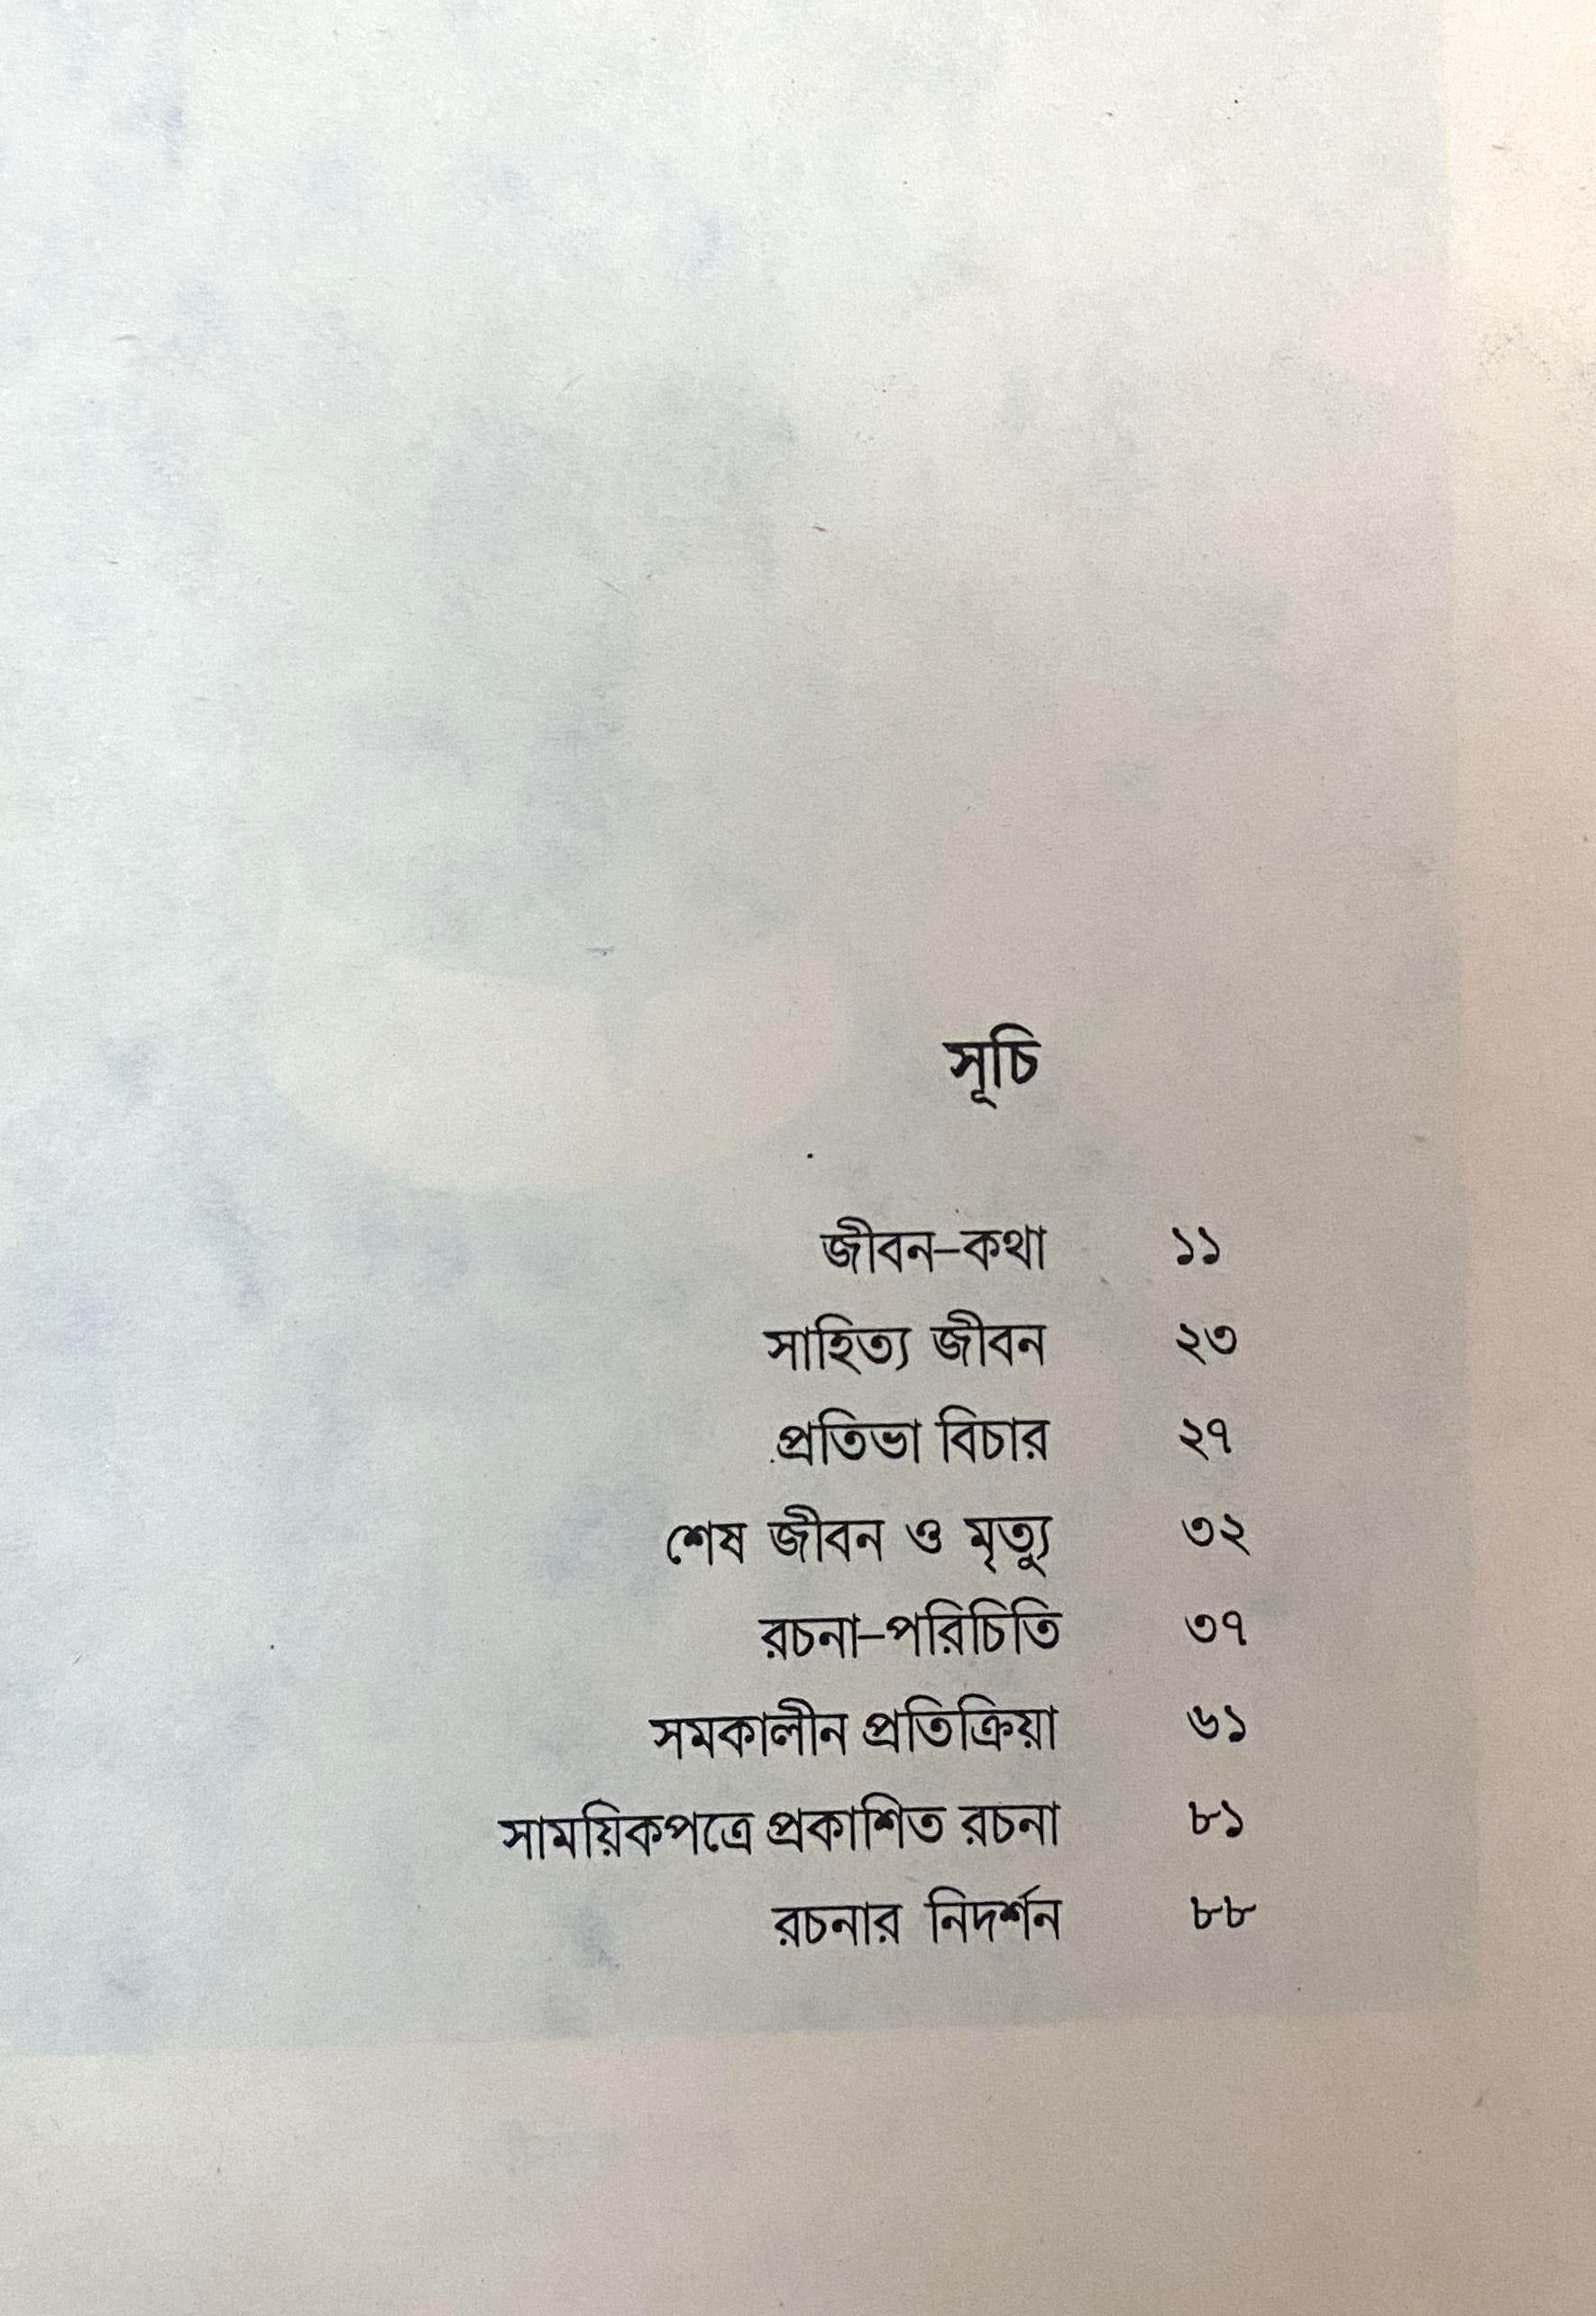 সূচি
জীবন-কথা ১১
সাহিত্য জীবন ২৩
প্রতিভা বিচার ২৭
শেষ জীবন ও মৃত্যু ৩২
রচনা-পরিচিতি ৩৭
সমকালীন প্রতিক্রিয়া ৬১
সাময়িকপত্রে প্রকাশিত রচনা ৮১
রচনার নিদর্শন ৮৮